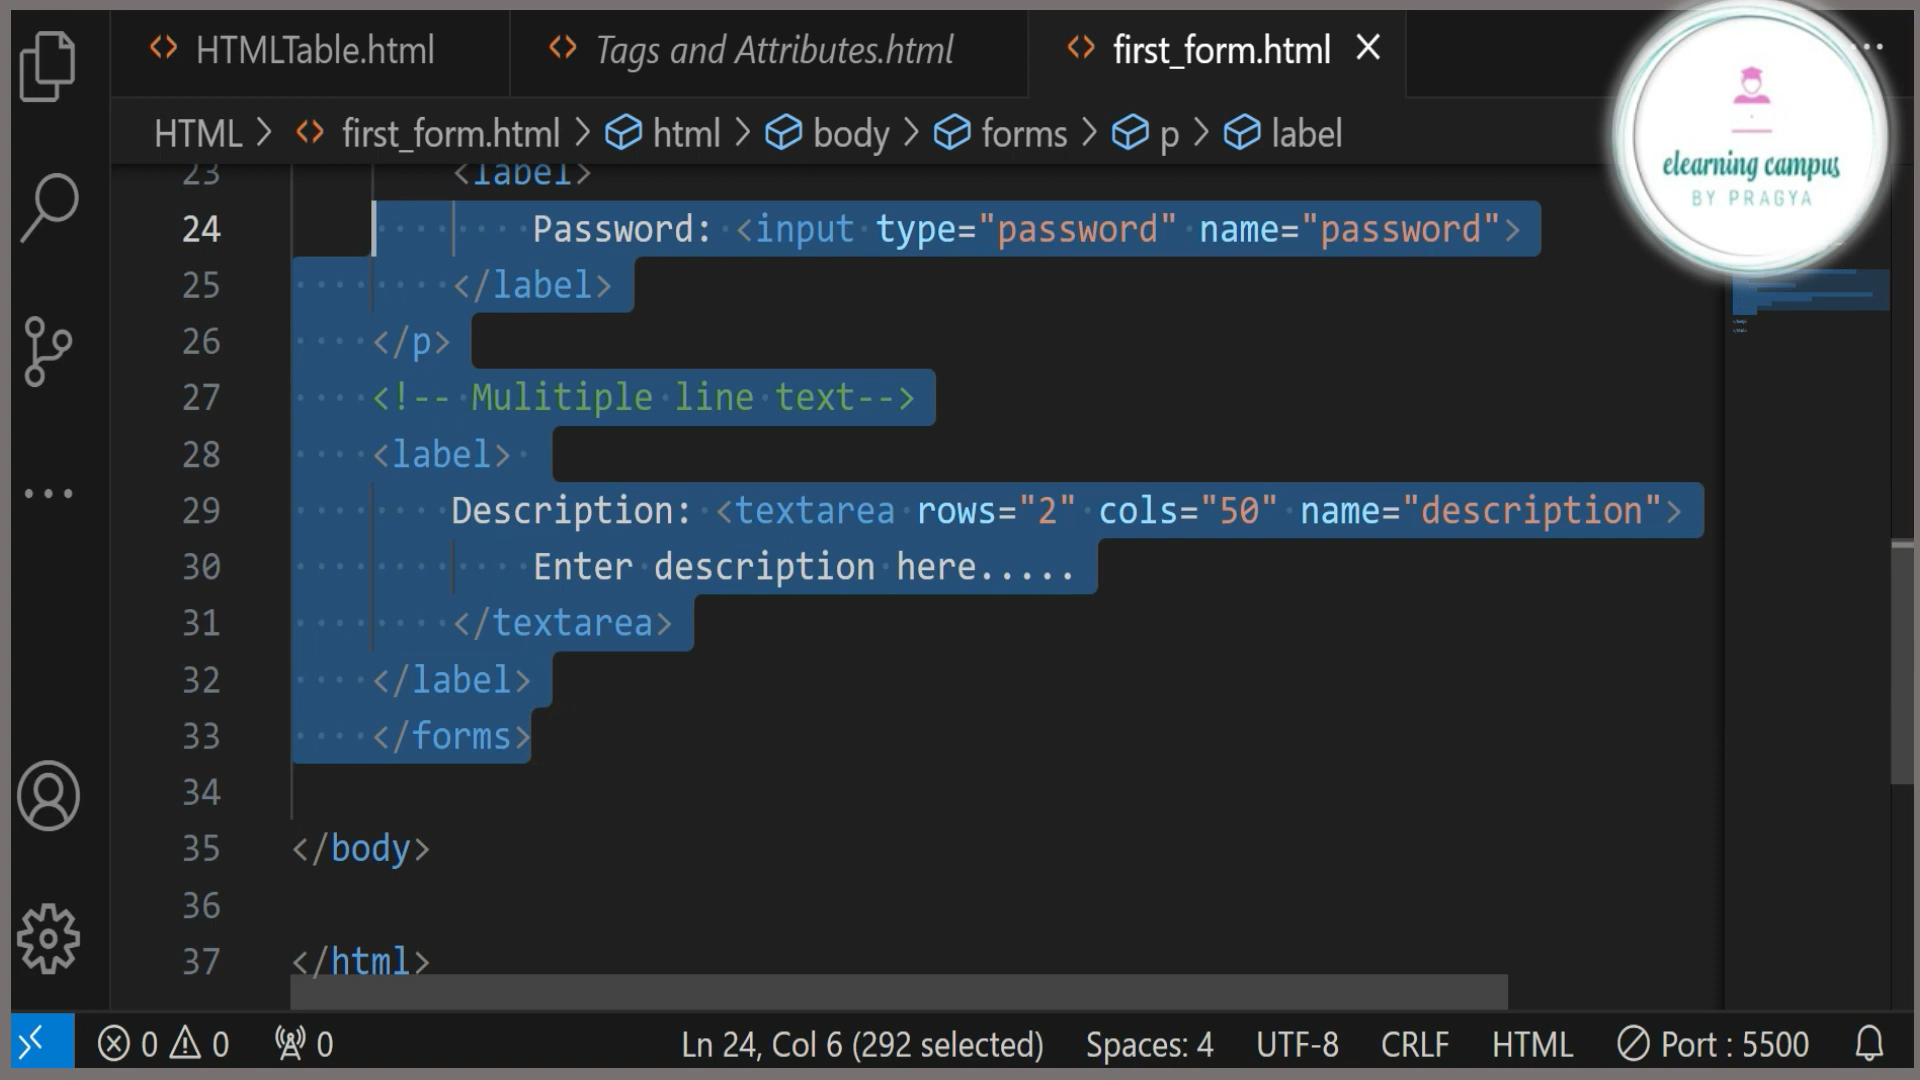 HTMLTable.html Tags and Attributes.html first_form.html
HTML > first_form.html > html > body > forms > p > label
elearning campus
BY PRAGYA
23 <label>
24 Password: <input type="password" name="password">
25 </label>
26 </p>
27 <!-- Mulitiple line text-->
28 <label>
29 Description: <textarea rows="2" cols="50" name="description">
30 Enter description here.....
31 </textarea>
32 </label>
33 </forms>
34
35 </body>
36
37 </html>
0 0 0 Ln 24, Col 6 (292 selected) Spaces: 4 UTF-8 CRLF HTML Port : 5500